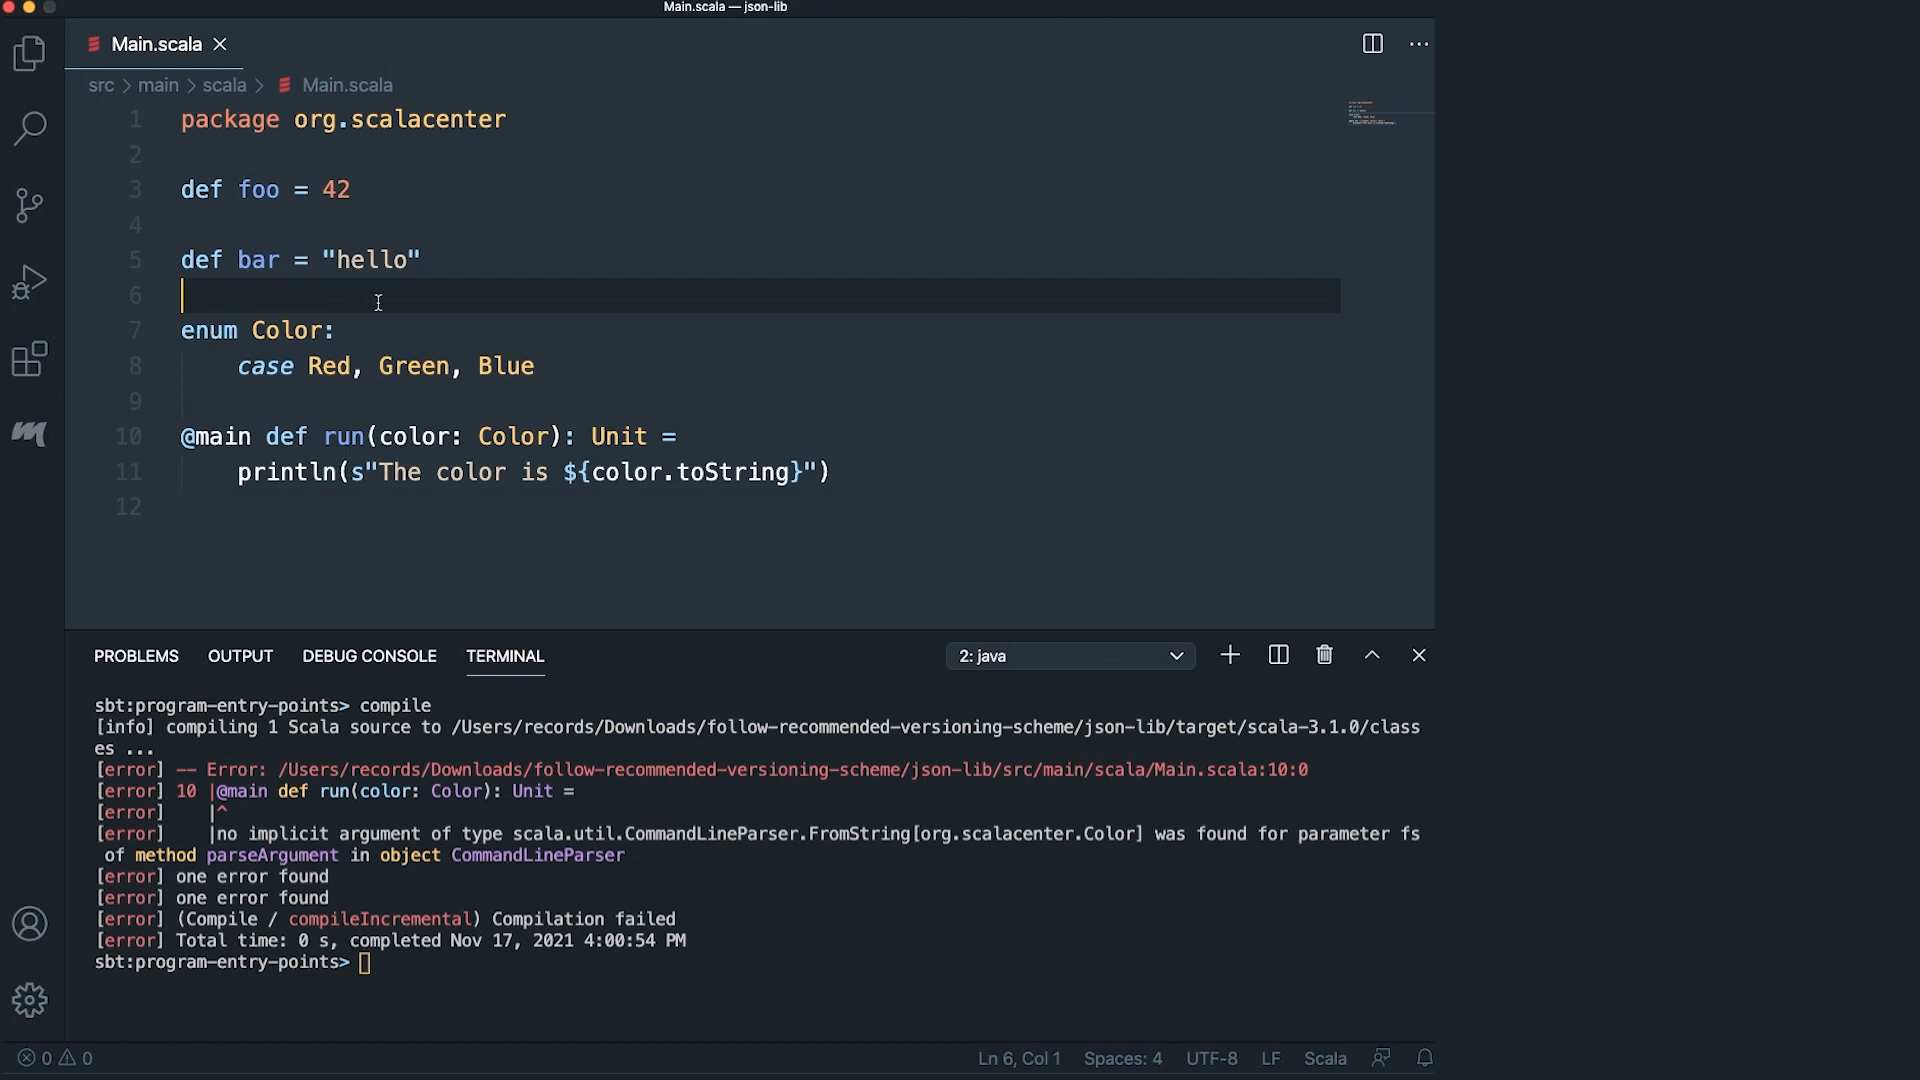 Main.scala — json-lib
Main.scala
src > main > scala > Main.scala
1 package org.scalacenter
2
3 def foo = 42
4
5 def bar = "hello"
6
7 enum Color:
8 case Red, Green, Blue
9
10 @main def run(color: Color): Unit =
11 println(s"The color is ${color.toString}")
12
PROBLEMS OUTPUT DEBUG CONSOLE TERMINAL 2: java
sbt:program-entry-points> compile
[info] compiling 1 Scala source to /Users/records/Downloads/follow-recommended-versioning-scheme/json-lib/target/scala-3.1.0/class
es ...
[error] -- Error: /Users/records/Downloads/follow-recommended-versioning-scheme/json-lib/src/main/scala/Main.scala:10:0
[error] 10 |@main def run(color: Color): Unit =
[error] |^
[error] |no implicit argument of type scala.util.CommandLineParser.FromString[org.scalacenter.Color] was found for parameter fs
of method parseArgument in object CommandLineParser
[error] one error found
[error] one error found
[error] (Compile / compileIncremental) Compilation failed
[error] Total time: 0 s, completed Nov 17, 2021 4:00:54 PM
sbt:program-entry-points>
0 0 Ln 6, Col 1 Spaces: 4 UTF-8 LF Scala